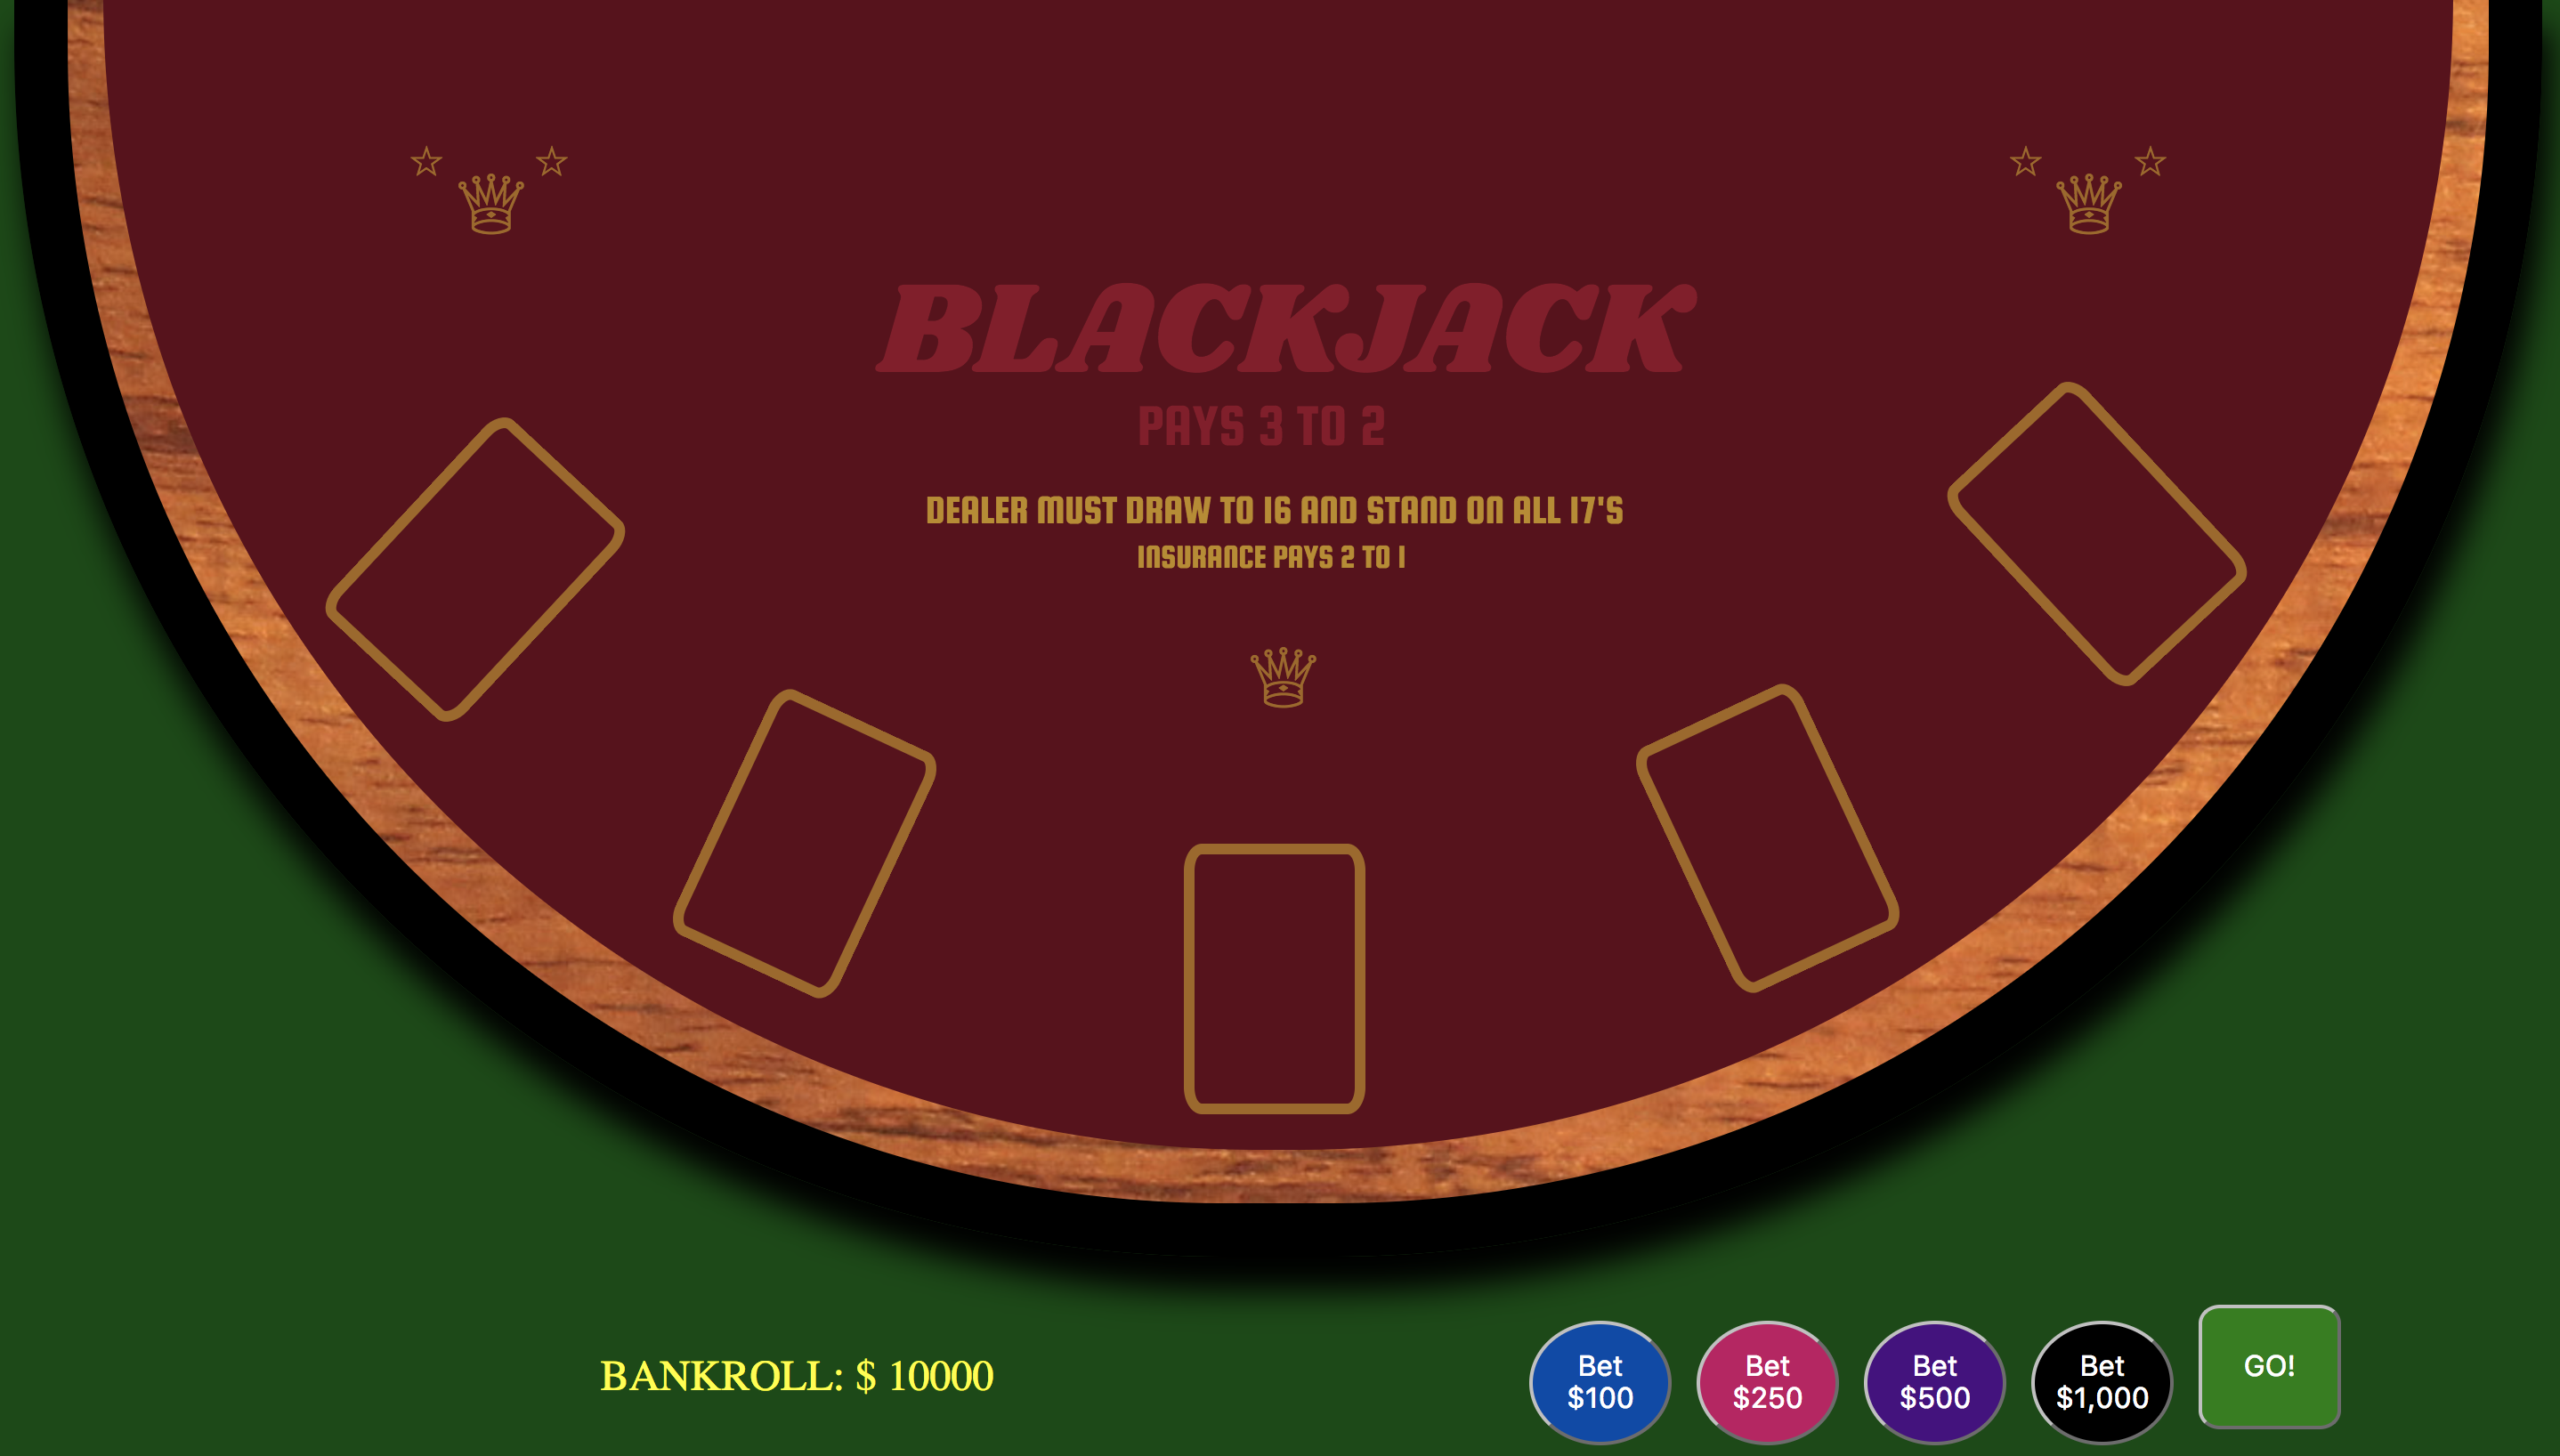 BLACKJACK
PAYS 3 TO 2
DEALER MUST DRAW TO 16 AND STAND ON ALL 17'S
INSURANCE PAYS 2 TO 1
BANKROLL: $ 10000
Bet
$100
Bet
$250
Bet
$500
Bet
$1,000
GO!